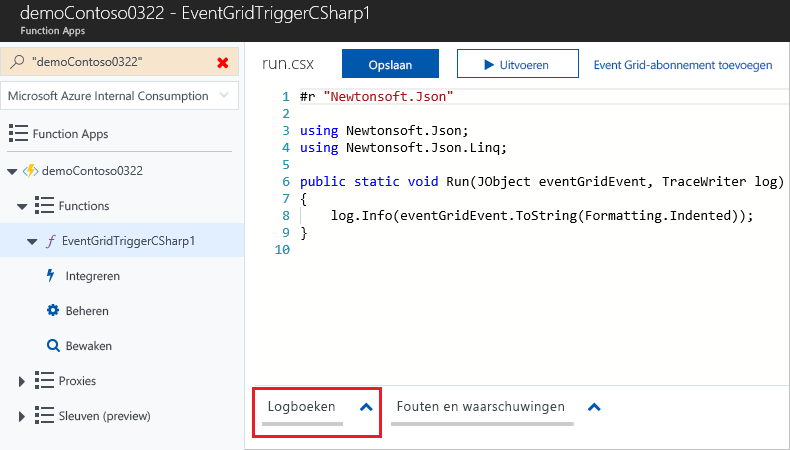 demoContoso0322 - EventGridTriggerCSharp1
Function Apps
"demoContoso0322"
Microsoft Azure Internal Consumption
Function Apps
demoContoso0322
Functions
f EventGridTriggerCSharp1
Integreren
Beheren
Bewaken
Proxies
Sleuven (preview)
run.csx Opslaan Uitvoeren Event Grid-abonnement toevoegen
1 #r "Newtonsoft.Json"
2
3 using Newtonsoft.Json;
4 using Newtonsoft.Json.Linq;
5
6 public static void Run(JObject eventGridEvent, TraceWriter log)
7 {
8     log.Info(eventGridEvent.ToString(Formatting.Indented));
9 }
10
Logboeken Fouten en waarschuwingen